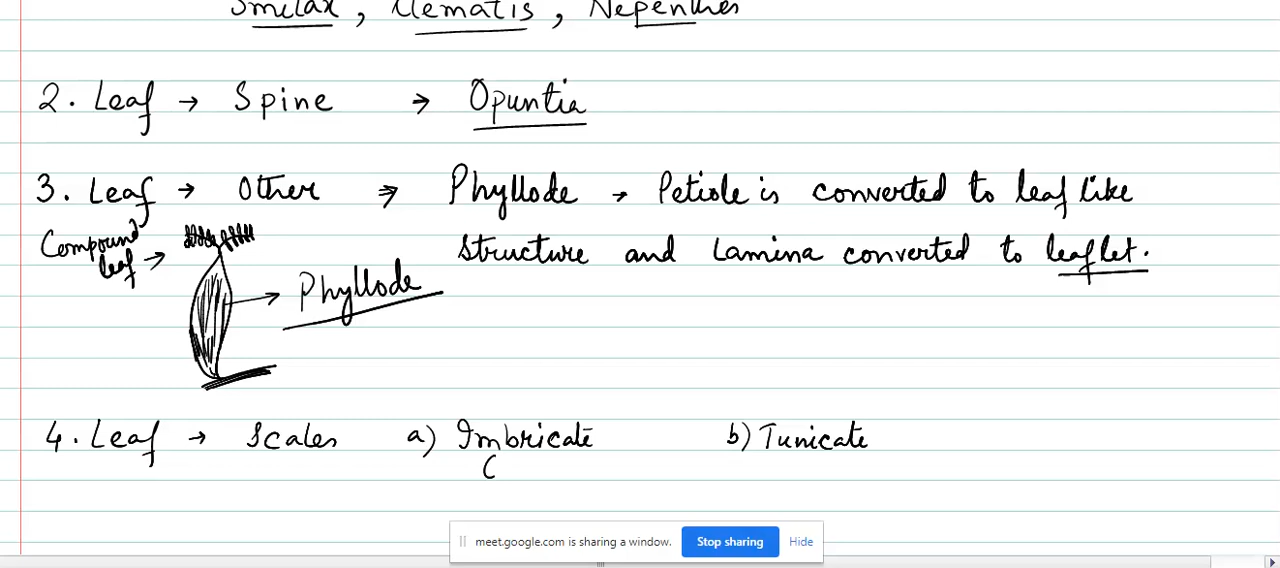 Smilax, Clematis, Nepenthes
2. Leaf → Spine → Opuntia
3. Leaf → Other ⇒ Phyllode → Petiole is converted to leaf like
structure and Lamina converted to leaflet.
Compound
leaf →
→ Phyllode
4. Leaf → Scales a) Imbricate b) Tunicate
(
meet.google.com is sharing a window. Stop sharing Hide